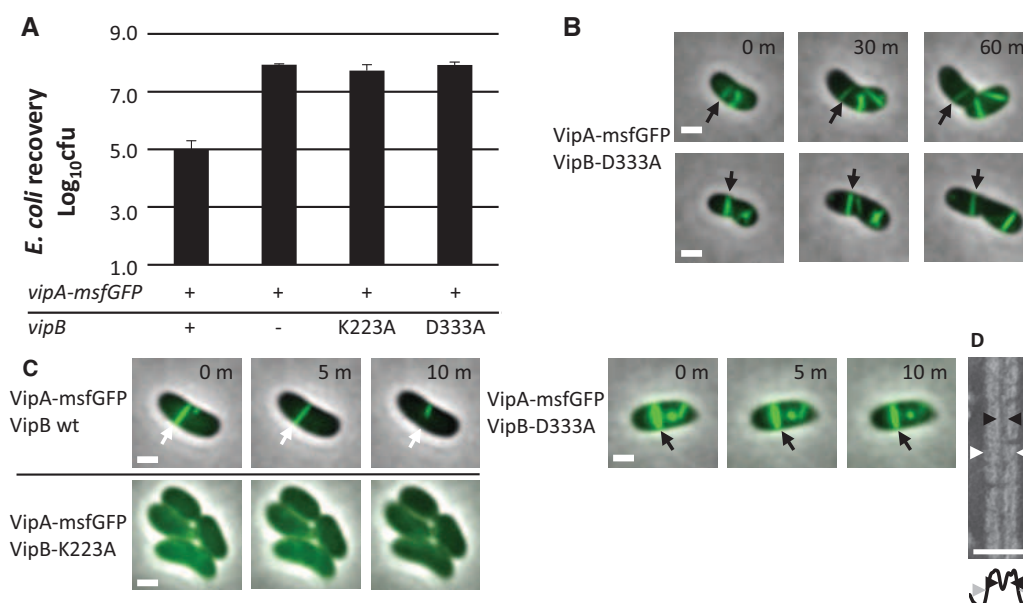 A
9.0
7.0
5.0
3.0
1.0
E. coli recovery
Log₁₀cfu
vipA-msfGFP + + + +
vipB + - K223A D333A
B
0 m 30 m 60 m
VipA-msfGFP
VipB-D333A
C
0 m 5 m 10 m
VipA-msfGFP
VipB wt
VipA-msfGFP
VipB-K223A
0 m 5 m 10 m
VipA-msfGFP
VipB-D333A
D